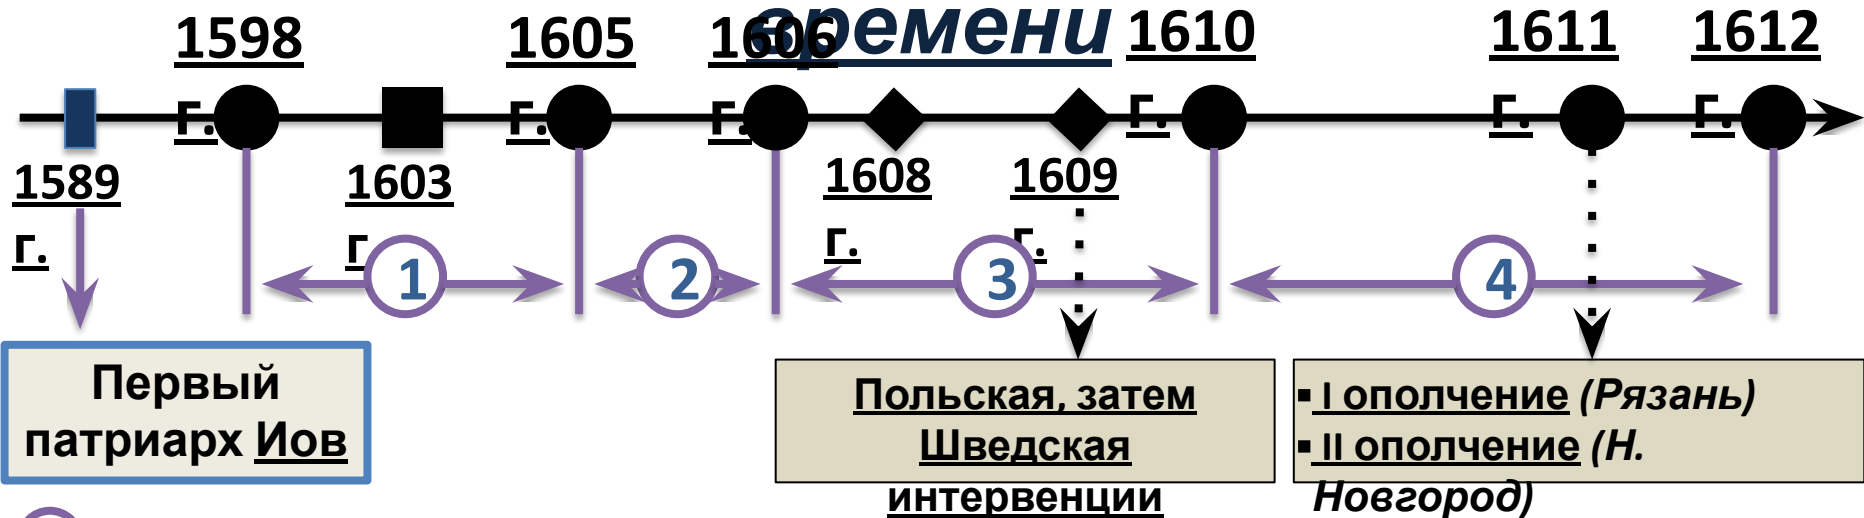 времени
1598 г.
1605 г.
1606 г.
1610 г.
1611 г.
1612 г.
1589 г.
1603 г
1608 г.
1609 г.
1
2
3
4
Первый
патриарх Иов
Польская, затем
Шведская
интервенции
▪ I ополчение (Рязань)
▪ II ополчение (Н.
Новгород)